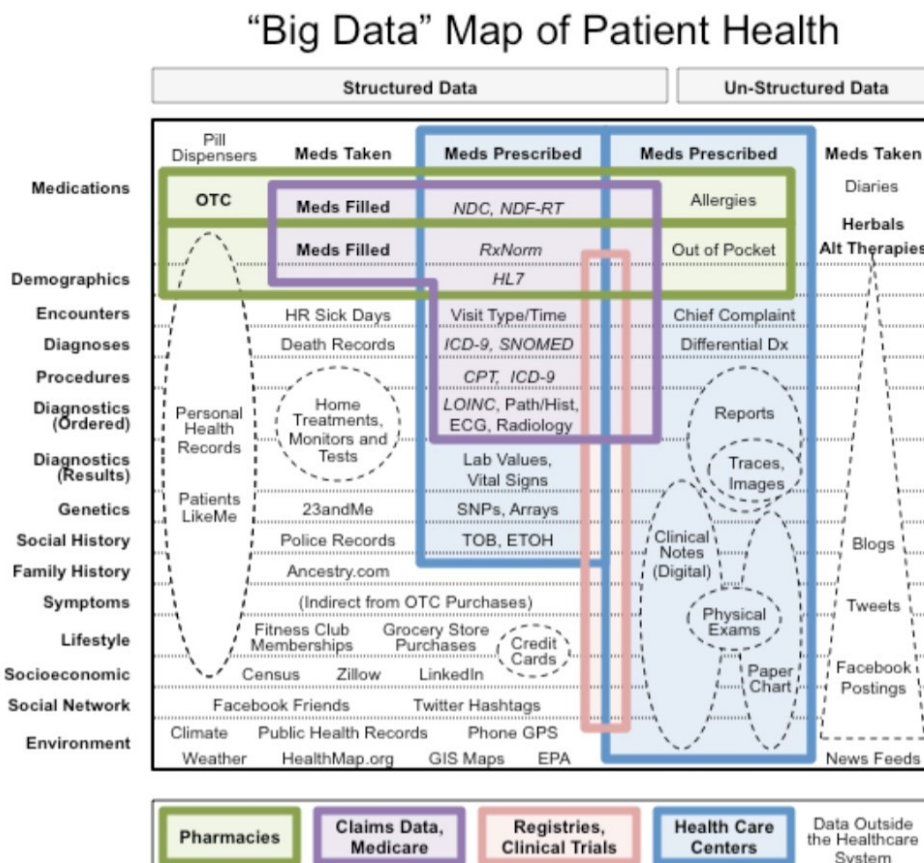 “Big Data” Map of Patient Health
Structured Data
Un-Structured Data
Pill
Dispensers
Meds Taken
Meds Prescribed
Meds Prescribed
Meds Taken
Medications
OTC
Meds Filled
NDC, NDF-RT
Allergies
Diaries
Herbals
Meds Filled
RxNorm
Out of Pocket
Alt Therapies
Demographics
HL7
Encounters
HR Sick Days
Visit Type/Time
Chief Complaint
Diagnoses
Death Records
ICD-9, SNOMED
Differential Dx
Procedures
CPT, ICD-9
Diagnostics
(Ordered)
Personal
Health
Records
Home
Treatments,
Monitors and
Tests
LOINC, Path/Hist,
ECG, Radiology
Reports
Diagnostics
(Results)
Lab Values,
Vital Signs
Traces,
Images
Patients
LikeMe
Genetics
23andMe
SNPs, Arrays
Social History
Police Records
TOB, ETOH
Clinical
Notes
(Digital)
Blogs
Family History
Ancestry.com
Symptoms
(Indirect from OTC Purchases)
Physical
Exams
Tweets
Lifestyle
Fitness Club
Memberships
Grocery Store
Purchases
Credit
Cards
Socioeconomic
Census
Zillow
LinkedIn
Paper
Chart
Facebook
Postings
Social Network
Facebook Friends
Twitter Hashtags
Environment
Climate
Public Health Records
Phone GPS
Weather
HealthMap.org
GIS Maps
EPA
News Feeds
Pharmacies
Claims Data,
Medicare
Registries,
Clinical Trials
Health Care
Centers
Data Outside
the Healthcare
System